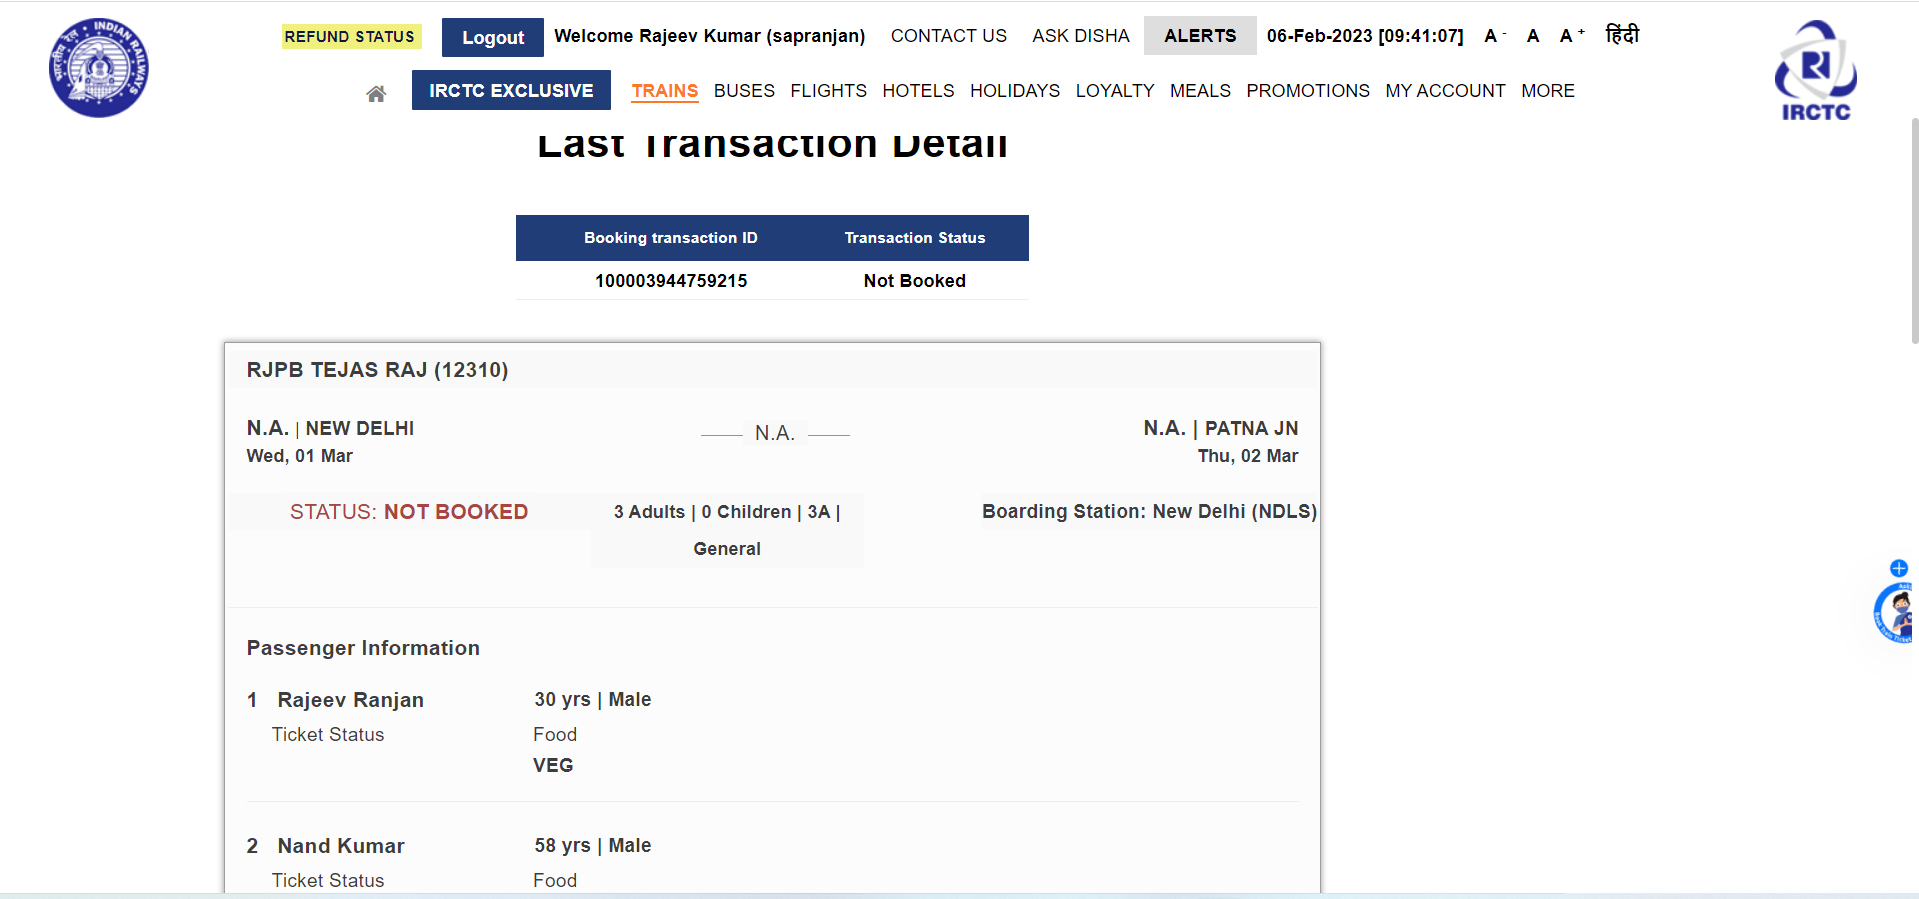 REFUND STATUS Logout Welcome Rajeev Kumar (sapranjan) CONTACT US ASK DISHA ALERTS 06-Feb-2023 [09:41:07] A - A A + हिंदी
INDIAN RAILWAYS
भारतीय रेल
IRCTC EXCLUSIVE TRAINS BUSES FLIGHTS HOTELS HOLIDAYS LOYALTY MEALS PROMOTIONS MY ACCOUNT MORE
IRCTC
Last Transaction Detail
Booking transaction ID Transaction Status
100003944759215 Not Booked
RJPB TEJAS RAJ (12310)
N.A. | NEW DELHI N.A. N.A. | PATNA JN
Wed, 01 Mar Thu, 02 Mar
STATUS: NOT BOOKED 3 Adults | 0 Children | 3A | Boarding Station: New Delhi (NDLS)
General
Passenger Information
1 Rajeev Ranjan 30 yrs | Male
Ticket Status Food
VEG
2 Nand Kumar 58 yrs | Male
Ticket Status Food